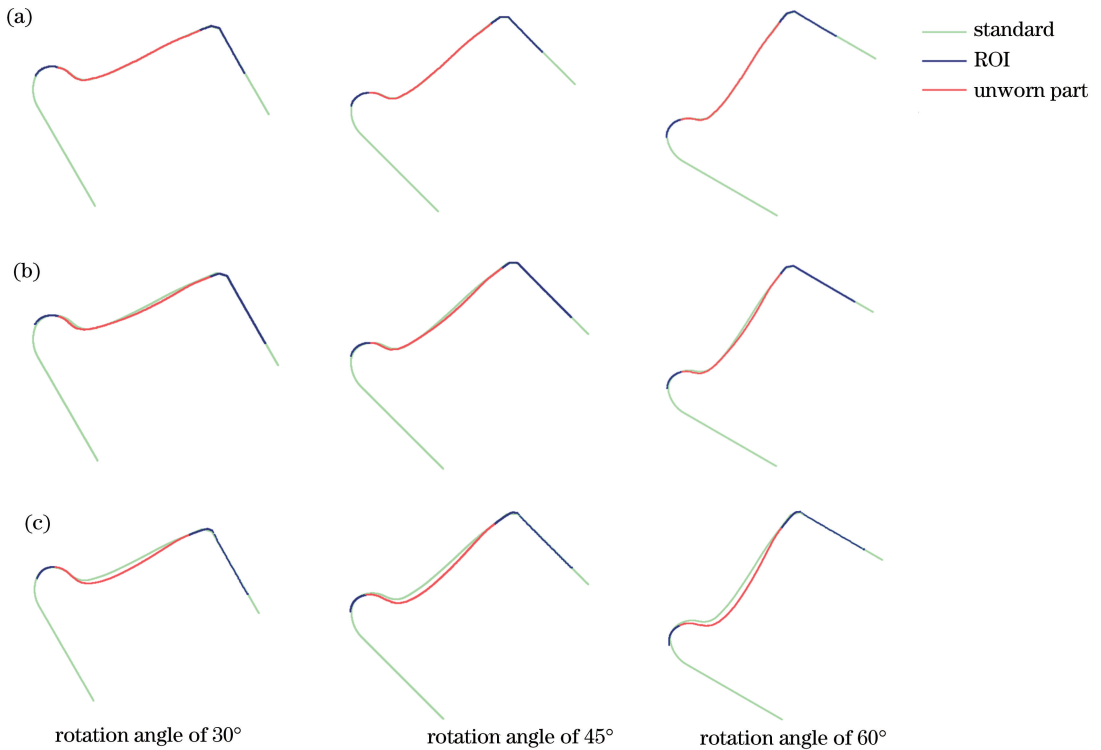 (a)
standard
ROI
unworn part
(b)
(c)
rotation angle of 30°
rotation angle of 45°
rotation angle of 60°